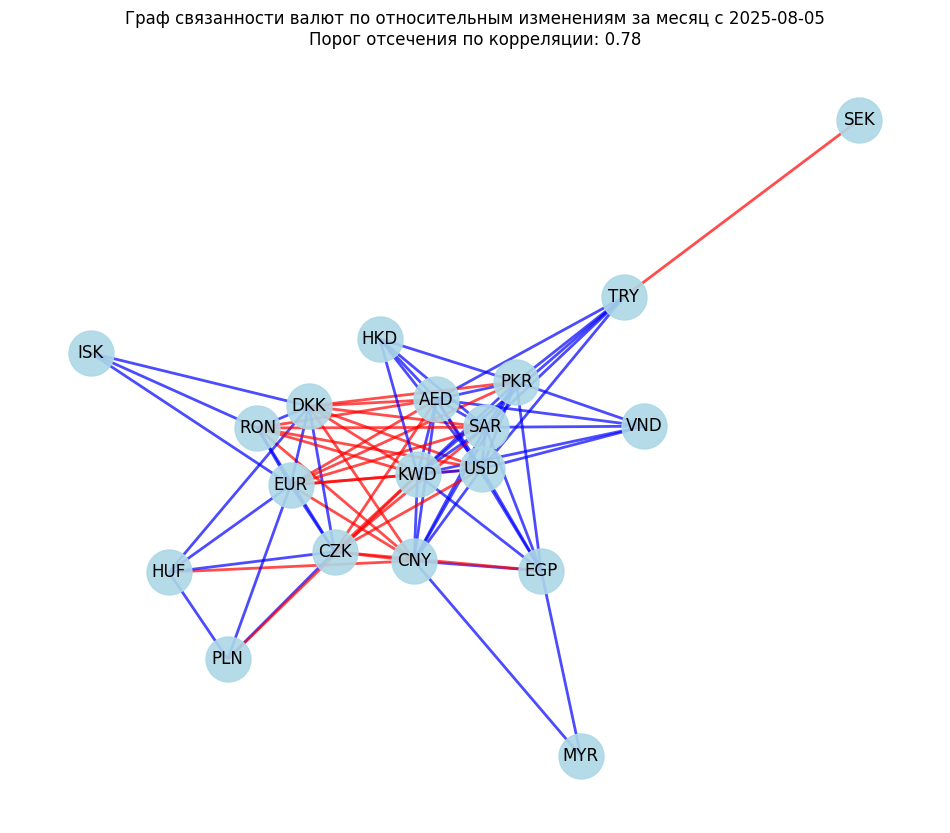 Граф связанности валют по относительным изменениям за месяц с 2025-08-05
Порог отсечения по корреляции: 0.78
SEK
TRY
HKD
ISK
PKR
AED
DKK
SAR
VND
RON
USD
KWD
EUR
CZK
CNY
HUF
EGP
PLN
MYR